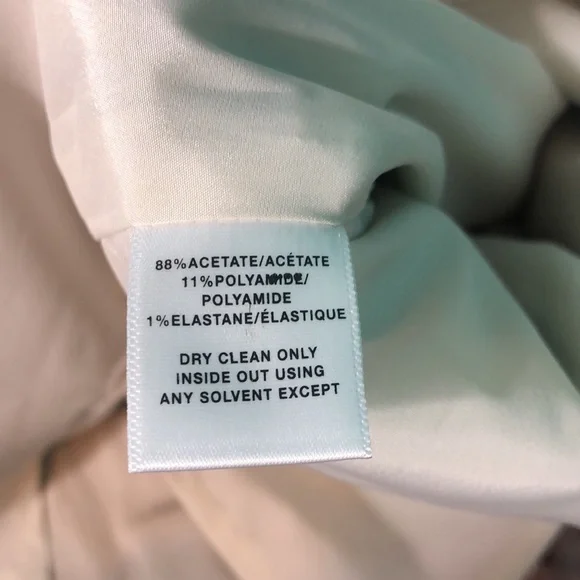 88%ACETATE/ACÉTATE
11%POLYAMIDE/
POLYAMIDE
1%ELASTANE/ÉLASTIQUE
DRY CLEAN ONLY
INSIDE OUT USING
ANY SOLVENT EXCEPT